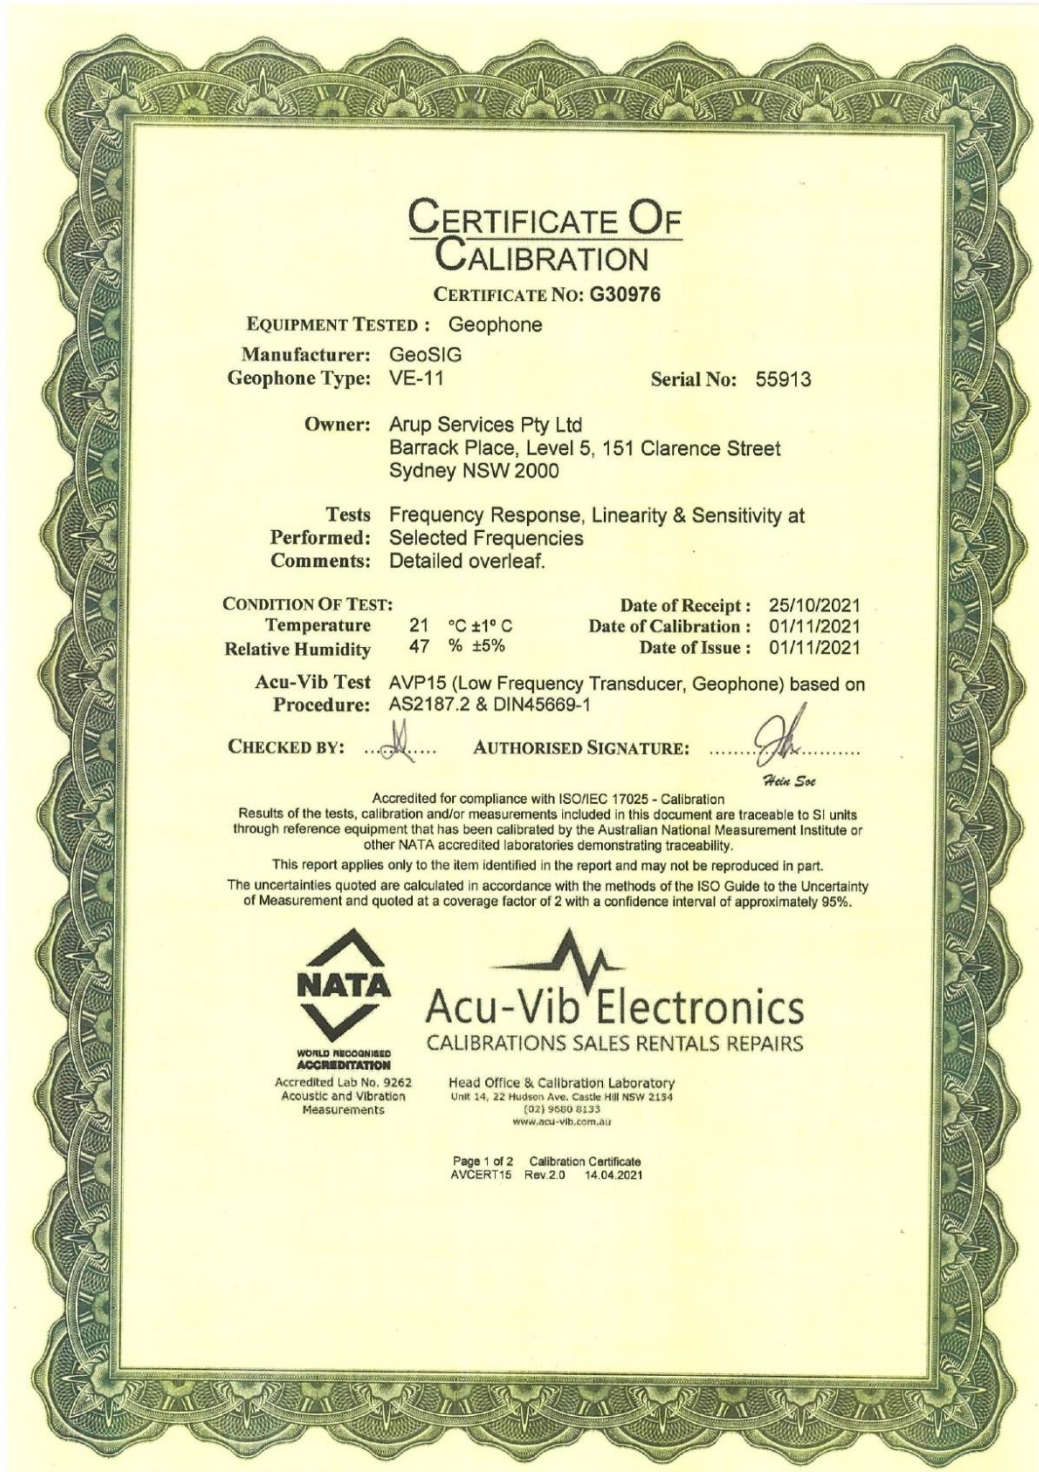 CERTIFICATE OF
CALIBRATION
CERTIFICATE NO: G30976
EQUIPMENT TESTED : Geophone
Manufacturer: GeoSIG
Geophone Type: VE-11 Serial No: 55913
Owner: Arup Services Pty Ltd
Barrack Place, Level 5, 151 Clarence Street
Sydney NSW 2000
Tests Frequency Response, Linearity & Sensitivity at
Performed: Selected Frequencies
Comments: Detailed overleaf.
CONDITION OF TEST: Date of Receipt : 25/10/2021
Temperature 21 °C ±1° C Date of Calibration : 01/11/2021
Relative Humidity 47 % ±5% Date of Issue : 01/11/2021
Acu-Vib Test AVP15 (Low Frequency Transducer, Geophone) based on
Procedure: AS2187.2 & DIN45669-1
CHECKED BY: AUTHORISED SIGNATURE:
Hein Soe
Accredited for compliance with ISO/IEC 17025 - Calibration
Results of the tests, calibration and/or measurements included in this document are traceable to SI units
through reference equipment that has been calibrated by the Australian National Measurement Institute or
other NATA accredited laboratories demonstrating traceability.
This report applies only to the item identified in the report and may not be reproduced in part.
The uncertainties quoted are calculated in accordance with the methods of the ISO Guide to the Uncertainty
of Measurement and quoted at a coverage factor of 2 with a confidence interval of approximately 95%.
NATA
WORLD RECOGNISED
ACCREDITATION
Accredited Lab No. 9262
Acoustic and Vibration
Measurements
Acu-Vib Electronics
CALIBRATIONS SALES RENTALS REPAIRS
Head Office & Calibration Laboratory
Unit 14, 22 Hudson Ave. Castle Hill NSW 2154
(02) 9680 8133
www.acu-vib.com.au
Page 1 of 2 Calibration Certificate
AVCERT15 Rev.2.0 14.04.2021